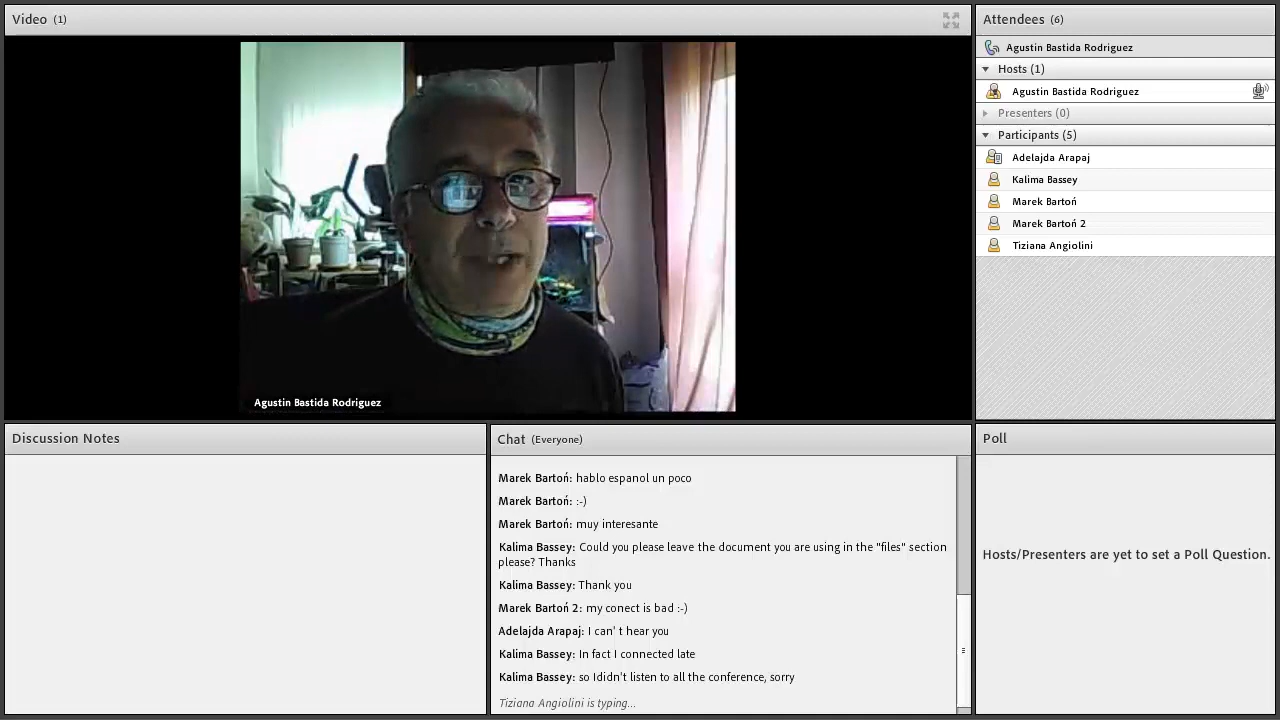 Video (1)
Agustin Bastida Rodriguez
Attendees (6)
Agustin Bastida Rodriguez
Hosts (1)
Agustin Bastida Rodriguez
Presenters (0)
Participants (5)
Adelajda Arapaj
Kalima Bassey
Marek Bartoń
Marek Bartoń 2
Tiziana Angiolini
Discussion Notes
Chat (Everyone)
Marek Bartoń: hablo espanol un poco
Marek Bartoń: :-)
Marek Bartoń: muy interesante
Kalima Bassey: Could you please leave the document you are using in the "files" section
please? Thanks
Kalima Bassey: Thank you
Marek Bartoń 2: my conect is bad :-)
Adelajda Arapaj: I can' t hear you
Kalima Bassey: In fact I connected late
Kalima Bassey: so Ididn't listen to all the conference, sorry
Tiziana Angiolini is typing...
Poll
Hosts/Presenters are yet to set a Poll Question.